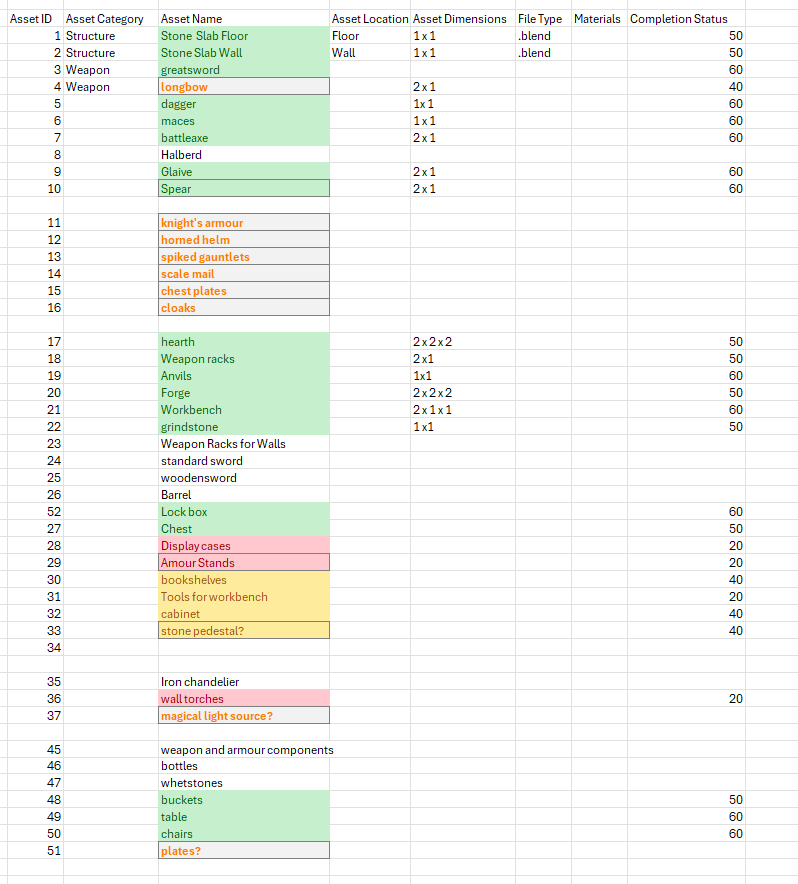 Asset ID Asset Category Asset Name Asset Location Asset Dimensions File Type Materials Completion Status
1 Structure Stone Slab Floor Floor 1 x 1 .blend 50
2 Structure Stone Slab Wall Wall 1 x 1 .blend 50
3 Weapon greatsword 60
4 Weapon longbow 2 x 1 40
5 dagger 1x 1 60
6 maces 1 x 1 60
7 battleaxe 2 x 1 60
8 Halberd
9 Glaive 2 x 1 60
10 Spear 2 x 1 60
11 knight's armour
12 horned helm
13 spiked gauntlets
14 scale mail
15 chest plates
16 cloaks
17 hearth 2 x 2 x 2 50
18 Weapon racks 2 x1 50
19 Anvils 1x1 60
20 Forge 2 x 2 x 2 50
21 Workbench 2 x 1 x 1 60
22 grindstone 1 x1 50
23 Weapon Racks for Walls
24 standard sword
25 woodensword
26 Barrel
52 Lock box 60
27 Chest 50
28 Display cases 20
29 Amour Stands 20
30 bookshelves 40
31 Tools for workbench 20
32 cabinet 40
33 stone pedestal? 40
34
35 Iron chandelier
36 wall torches 20
37 magical light source?
45 weapon and armour components
46 bottles
47 whetstones
48 buckets 50
49 table 60
50 chairs 60
51 plates?